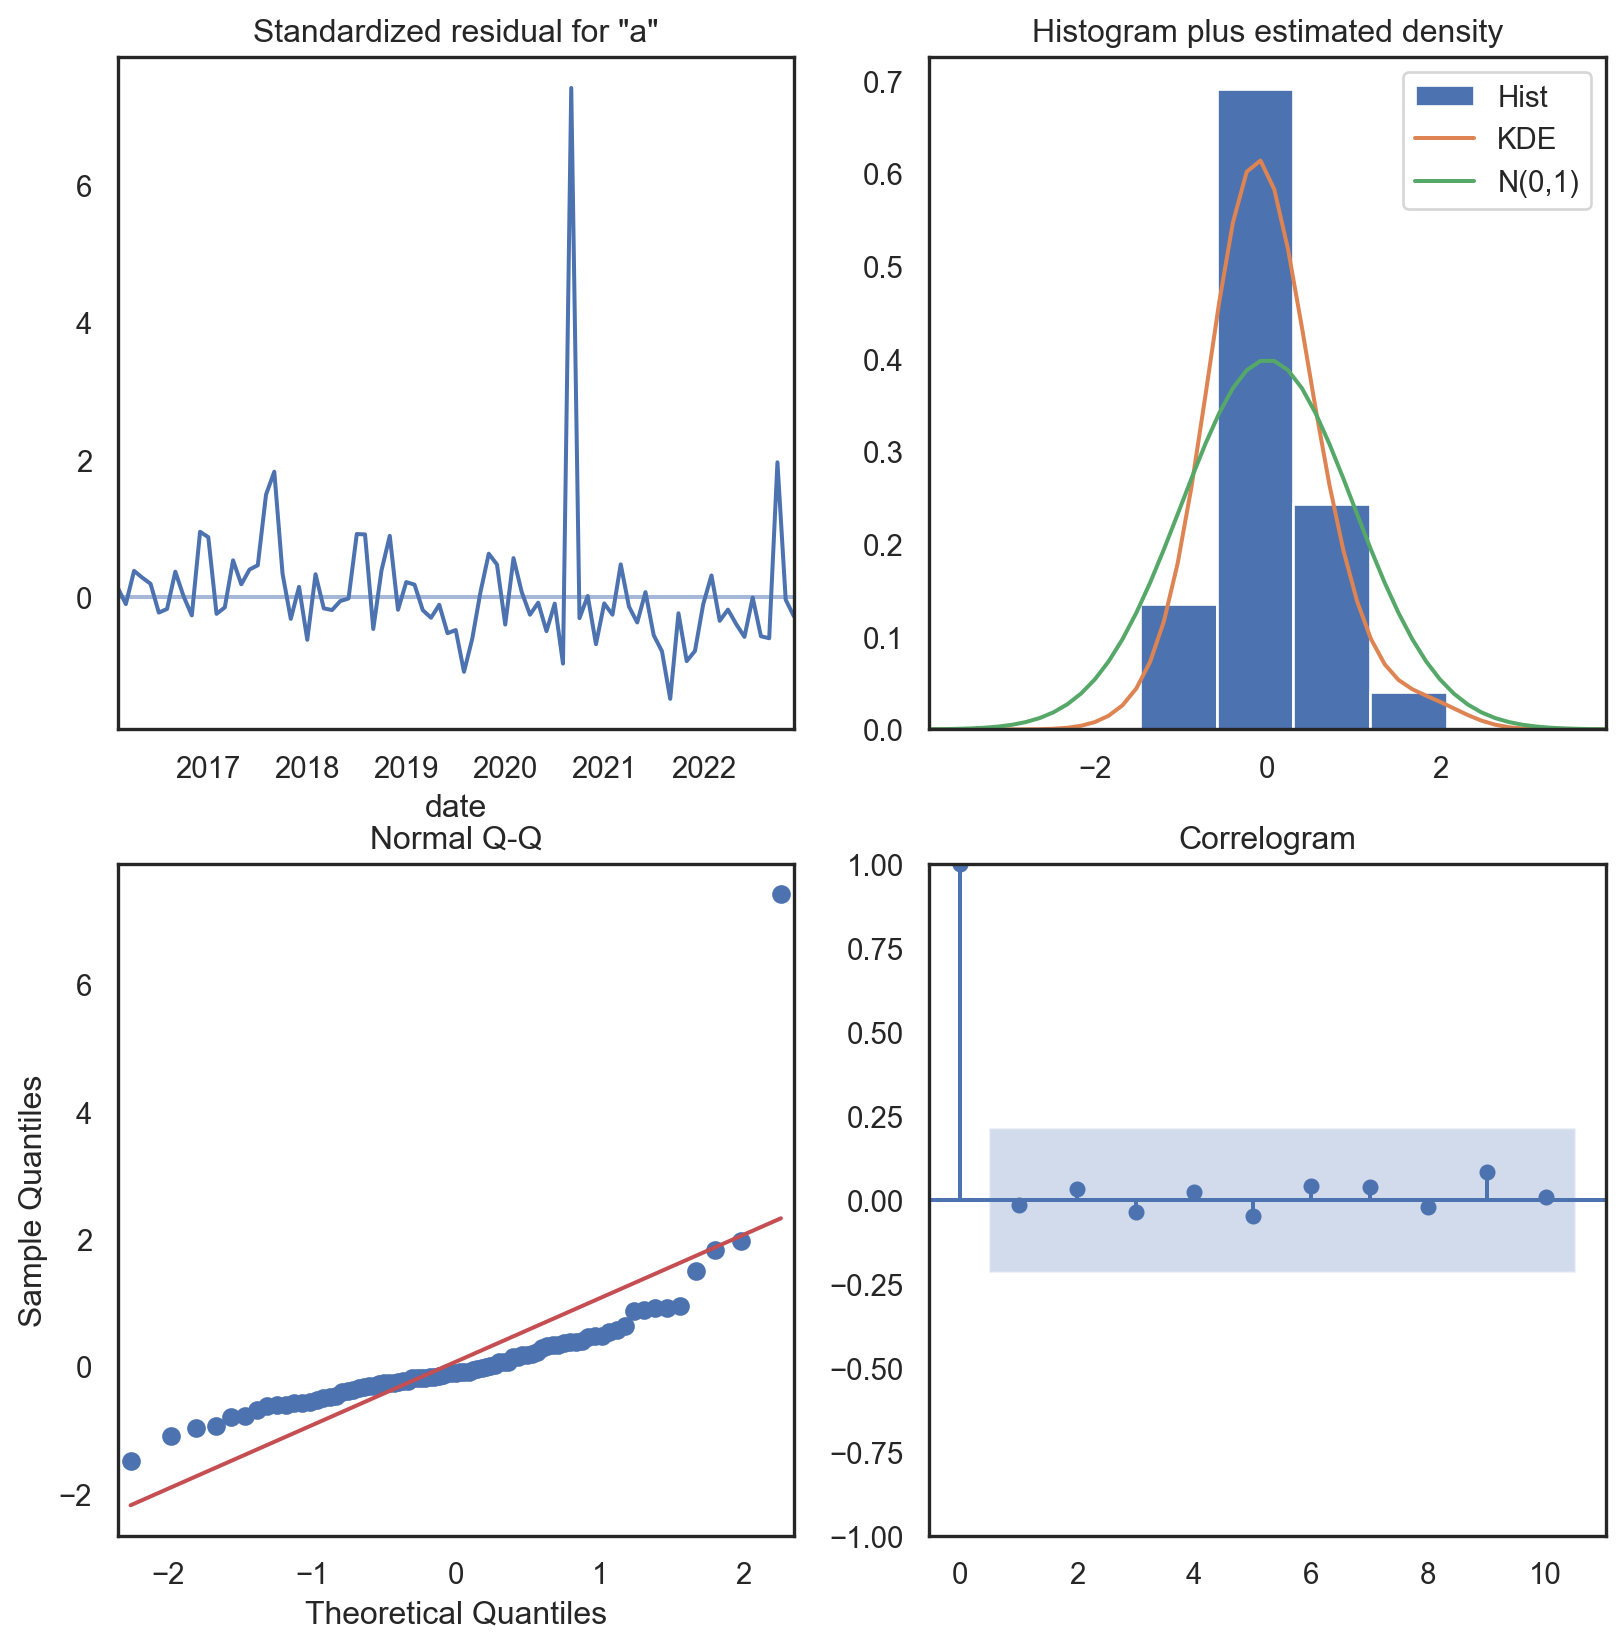 Standardized residual for "a"
6
4
2
0
2017 2018 2019 2020 2021 2022
date
Histogram plus estimated density
0.7
0.6
0.5
0.4
0.3
0.2
0.1
0.0
−2 0 2
Hist
KDE
N(0,1)
Normal Q-Q
Sample Quantiles
6
4
2
0
−2
−2 −1 0 1 2
Theoretical Quantiles
Correlogram
1.00
0.75
0.50
0.25
0.00
−0.25
−0.50
−0.75
−1.00
0 2 4 6 8 10